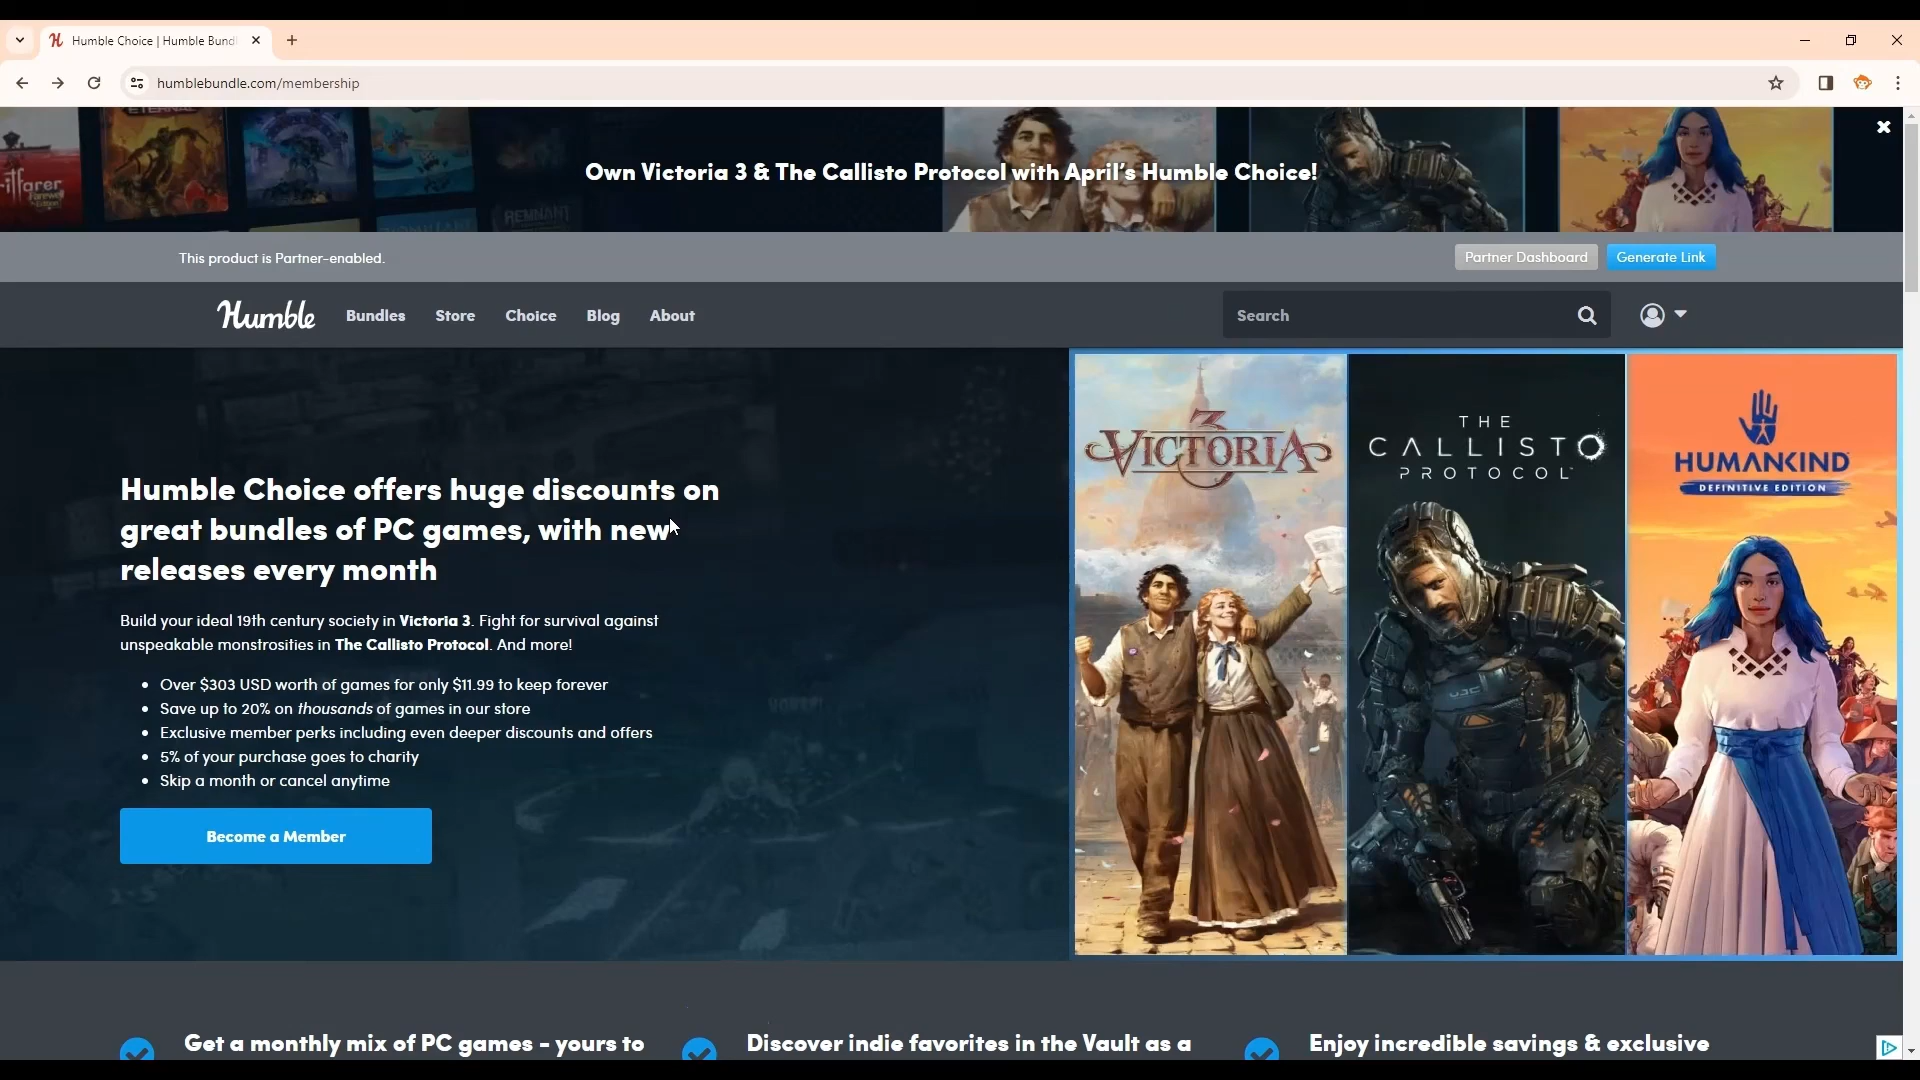 Humble Choice | Humble Bund
humblebundle.com/membership
ETERNAL
itfarer
REMNANT
Own Victoria 3 & The Callisto Protocol with April's Humble Choice!
This product is Partner-enabled.
Partner Dashboard
Generate Link
Humble
Bundles
Store
Choice
Blog
About
Search
Humble Choice offers huge discounts on
great bundles of PC games, with new
releases every month
Build your ideal 19th century society in Victoria 3. Fight for survival against
unspeakable monstrosities in The Callisto Protocol. And more!
• Over $303 USD worth of games for only $11.99 to keep forever
• Save up to 20% on thousands of games in our store
• Exclusive member perks including even deeper discounts and offers
• 5% of your purchase goes to charity
• Skip a month or cancel anytime
Become a Member
3
VICTORIA
THE
CALLISTO
PROTOCOL
HUMANKIND
DEFINITIVE EDITION
Get a monthly mix of PC games - yours to
Discover indie favorites in the Vault as a
Enjoy incredible savings & exclusive